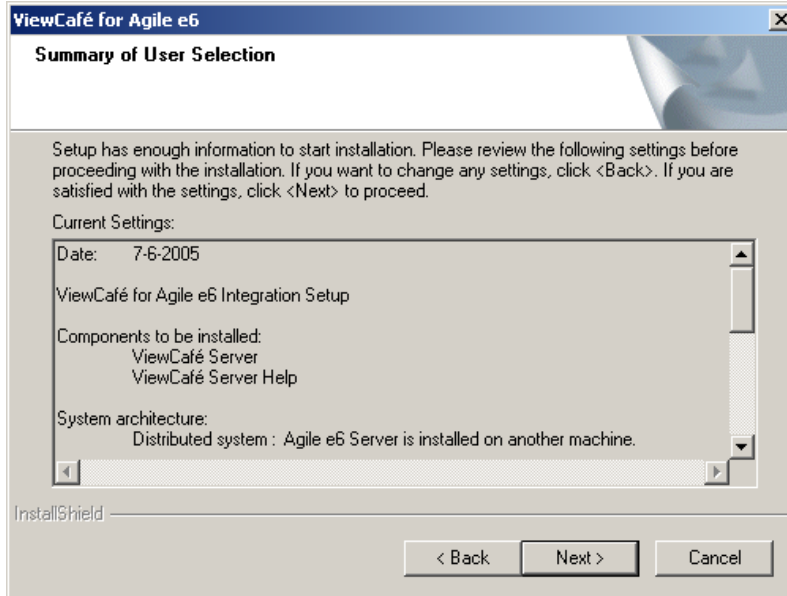 ViewCafé for Agile e6
Summary of User Selection
Setup has enough information to start installation. Please review the following settings before
proceeding with the installation. If you want to change any settings, click <Back>. If you are
satisfied with the settings, click <Next> to proceed.
Current Settings:
Date: 7-6-2005
ViewCafé for Agile e6 Integration Setup
Components to be installed:
ViewCafé Server
ViewCafé Server Help
System architecture:
Distributed system : Agile e6 Server is installed on another machine.
InstallShield
< Back
Next >
Cancel